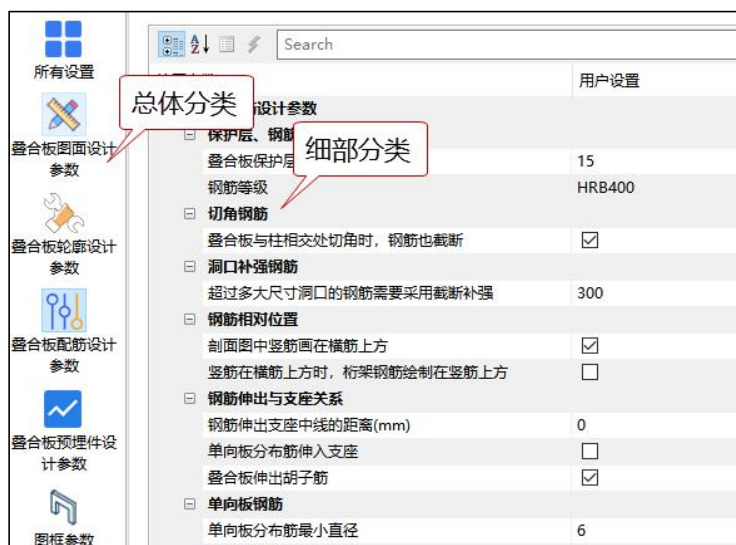 所有设置
叠合板图面设计
参数
叠合板轮廓设计
参数
叠合板配筋设计
参数
叠合板预埋件设
计参数
图框参数
总体分类
细部分类
Search
用户设置
设计参数
保护层、钢筋
叠合板保护层 15
钢筋等级 HRB400
切角钢筋
叠合板与柱相交处切角时，钢筋也截断
洞口补强钢筋
超过多大尺寸洞口的钢筋需要采用截断补强 300
钢筋相对位置
剖面图中竖筋画在横筋上方
竖筋在横筋上方时，桁架钢筋绘制在竖筋上方
钢筋伸出与支座关系
钢筋伸出支座中线的距离(mm) 0
单向板分布筋伸入支座
叠合板伸出胡子筋
单向板钢筋
单向板分布筋最小直径 6